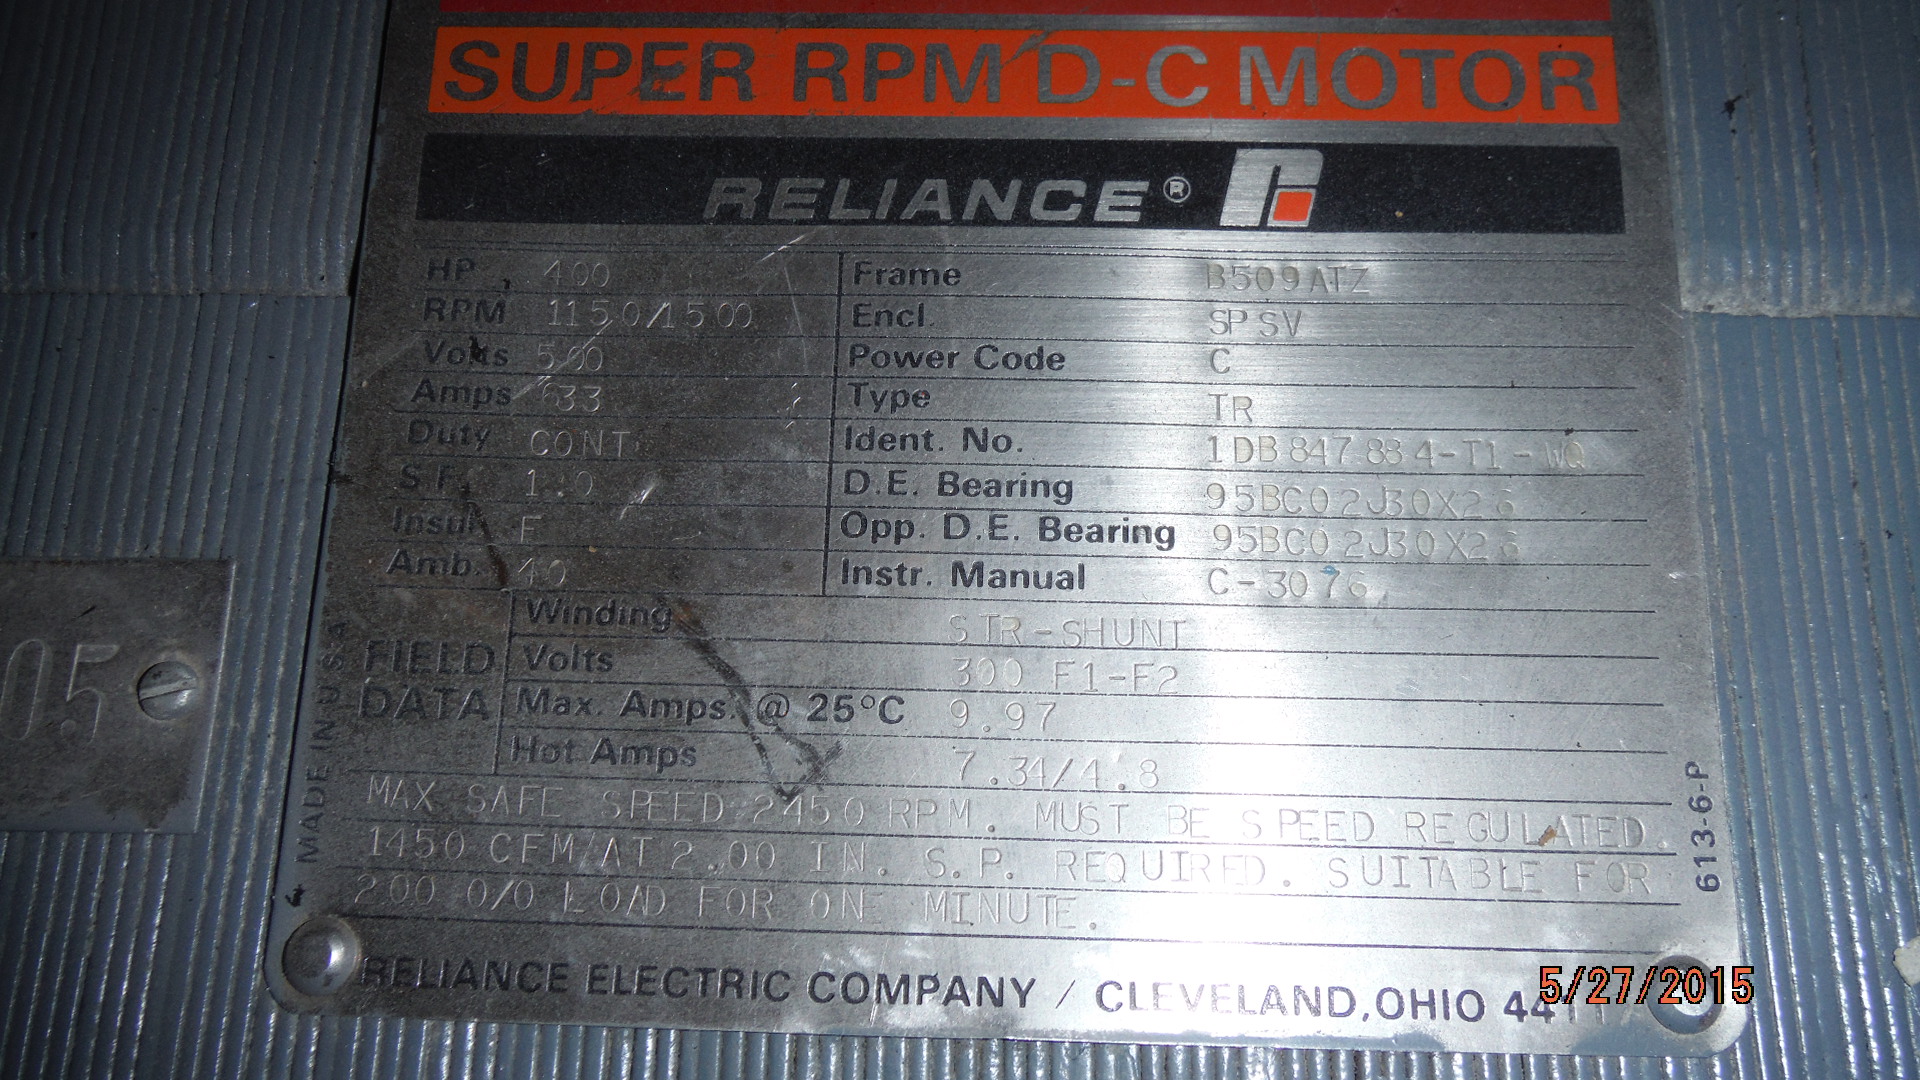 SUPER RPM D-C MOTOR
RELIANCE®
HP 400 Frame B509ATZ
RPM 1150/1500 Encl. SPSV
Volts 500 Power Code C
Amps 633 Type TR
Duty CONT Ident. No. 1DB847884-T1-WQ
S.F. 1.0 D.E. Bearing 95BC02J30X26
Insul F Opp. D.E. Bearing 95BC02J30X26
Amb. 40 Instr. Manual C-3076
FIELD DATA
Winding STR-SHUNT
Volts 300 F1-F2
Max. Amps. @ 25°C 9.97
Hot Amps 7.34/4.8
MAX SAFE SPEED 2450 RPM. MUST BE SPEED REGULATED.
1450 CFM/AT 2.00 IN. S.P. REQUIRED. SUITABLE FOR
200 0/0 LOAD FOR ONE MINUTE.
RELIANCE ELECTRIC COMPANY / CLEVELAND, OHIO
MADE IN U.S.A.
613-6-P
05
5/27/2015